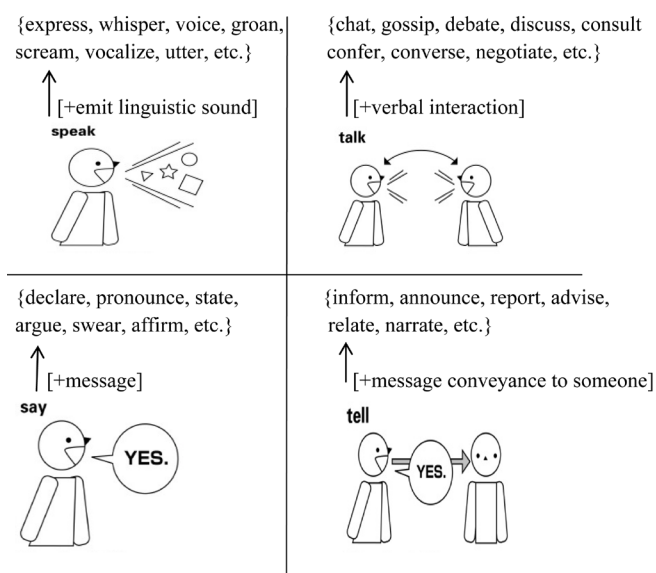 {express, whisper, voice, groan,
scream, vocalize, utter, etc.}
[+emit linguistic sound]
speak
{chat, gossip, debate, discuss, consult
confer, converse, negotiate, etc.}
[+verbal interaction]
talk
{declare, pronounce, state,
argue, swear, affirm, etc.}
[+message]
say
YES.
{inform, announce, report, advise,
relate, narrate, etc.}
[+message conveyance to someone]
tell
YES.